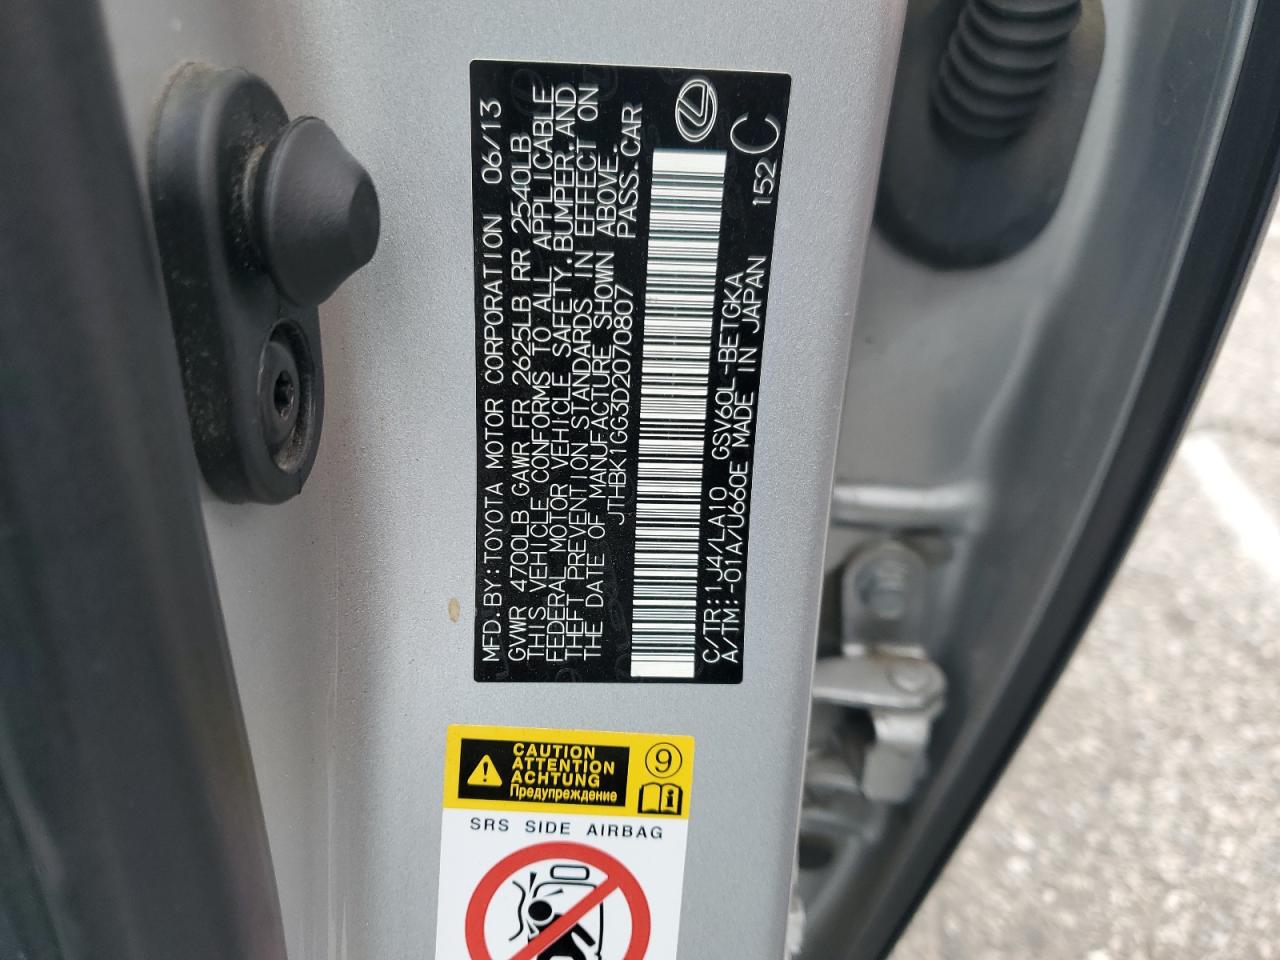 MFD.BY:TOYOTA MOTOR CORPORATION 06/13
GVWR 4700LB GAWR FR 2625LB RR 2540LB
THIS VEHICLE CONFORMS TO ALL APPLICABLE
FEDERAL MOTOR VEHICLE SAFETY,BUMPER,AND
THEFT PREVENTION STANDARDS IN EFFECT ON
THE DATE OF MANUFACTURE SHOWN ABOVE.
JTHBK1GG3D2070807 PASS.CAR
C/TR:1J4/LA10 GSV60L-BETGKA 152 C
A/TM:-01A/U660E MADE IN JAPAN
CAUTION
ATTENTION
ACHTUNG
Предупреждение
9
i
SRS SIDE AIRBAG